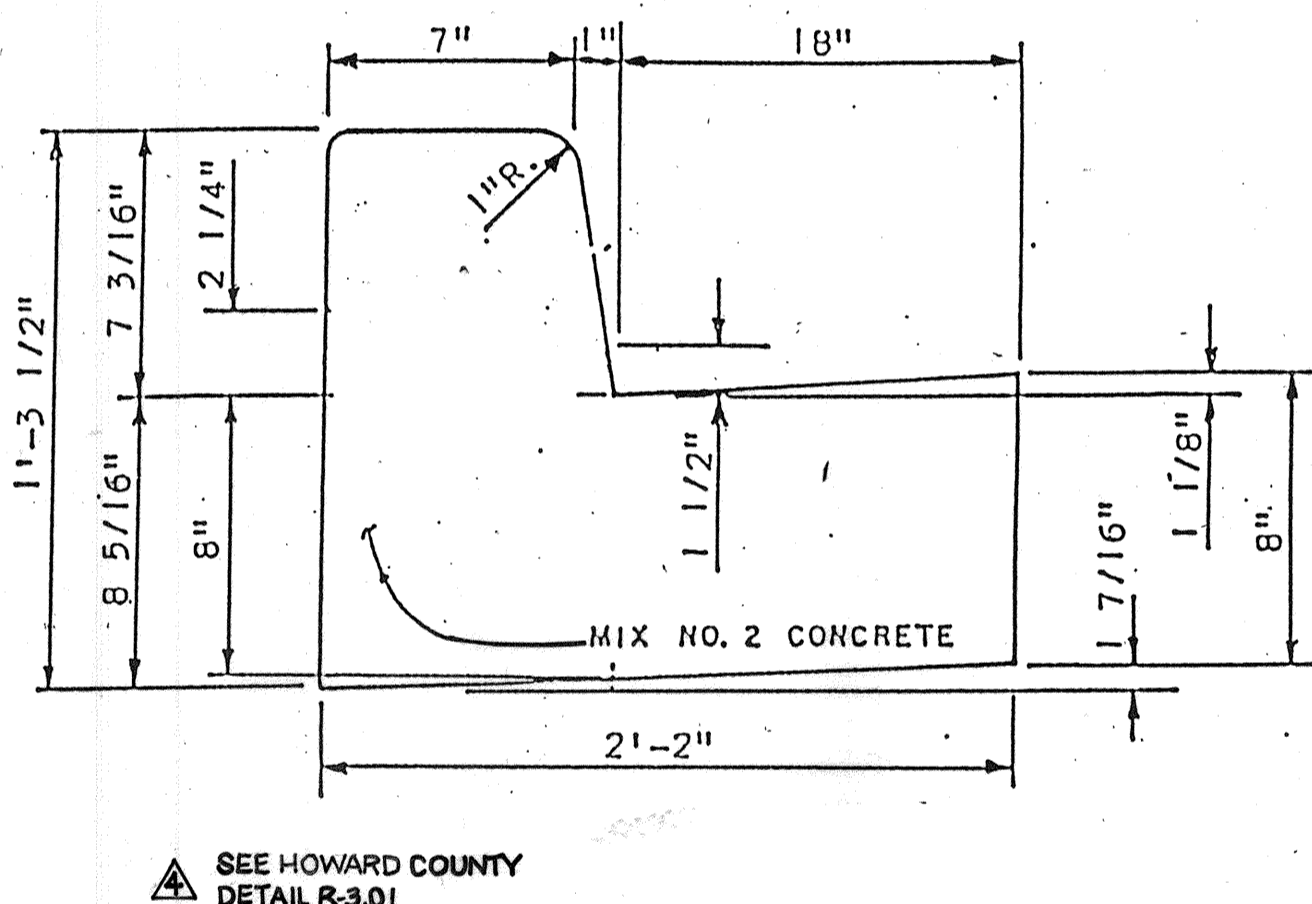 7" 1" 18"
1" R.
2 1/4"
7 3/16"
1'-3 1/2"
8 5/16"
8"
1 1/2"
1 1/8"
1 7/16"
8"
MIX NO. 2 CONCRETE
2'-2"
4 SEE HOWARD COUNTY
DETAIL R-3.01